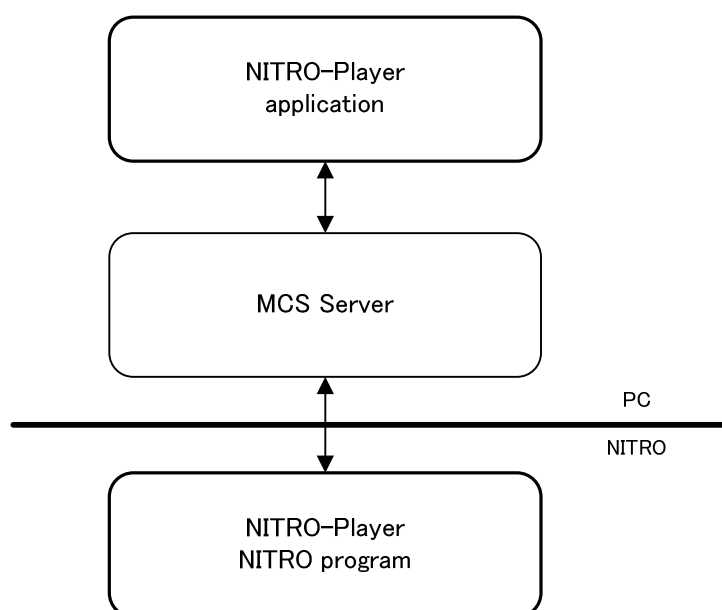 NITRO-Player
application
MCS Server
PC
NITRO
NITRO-Player
NITRO program